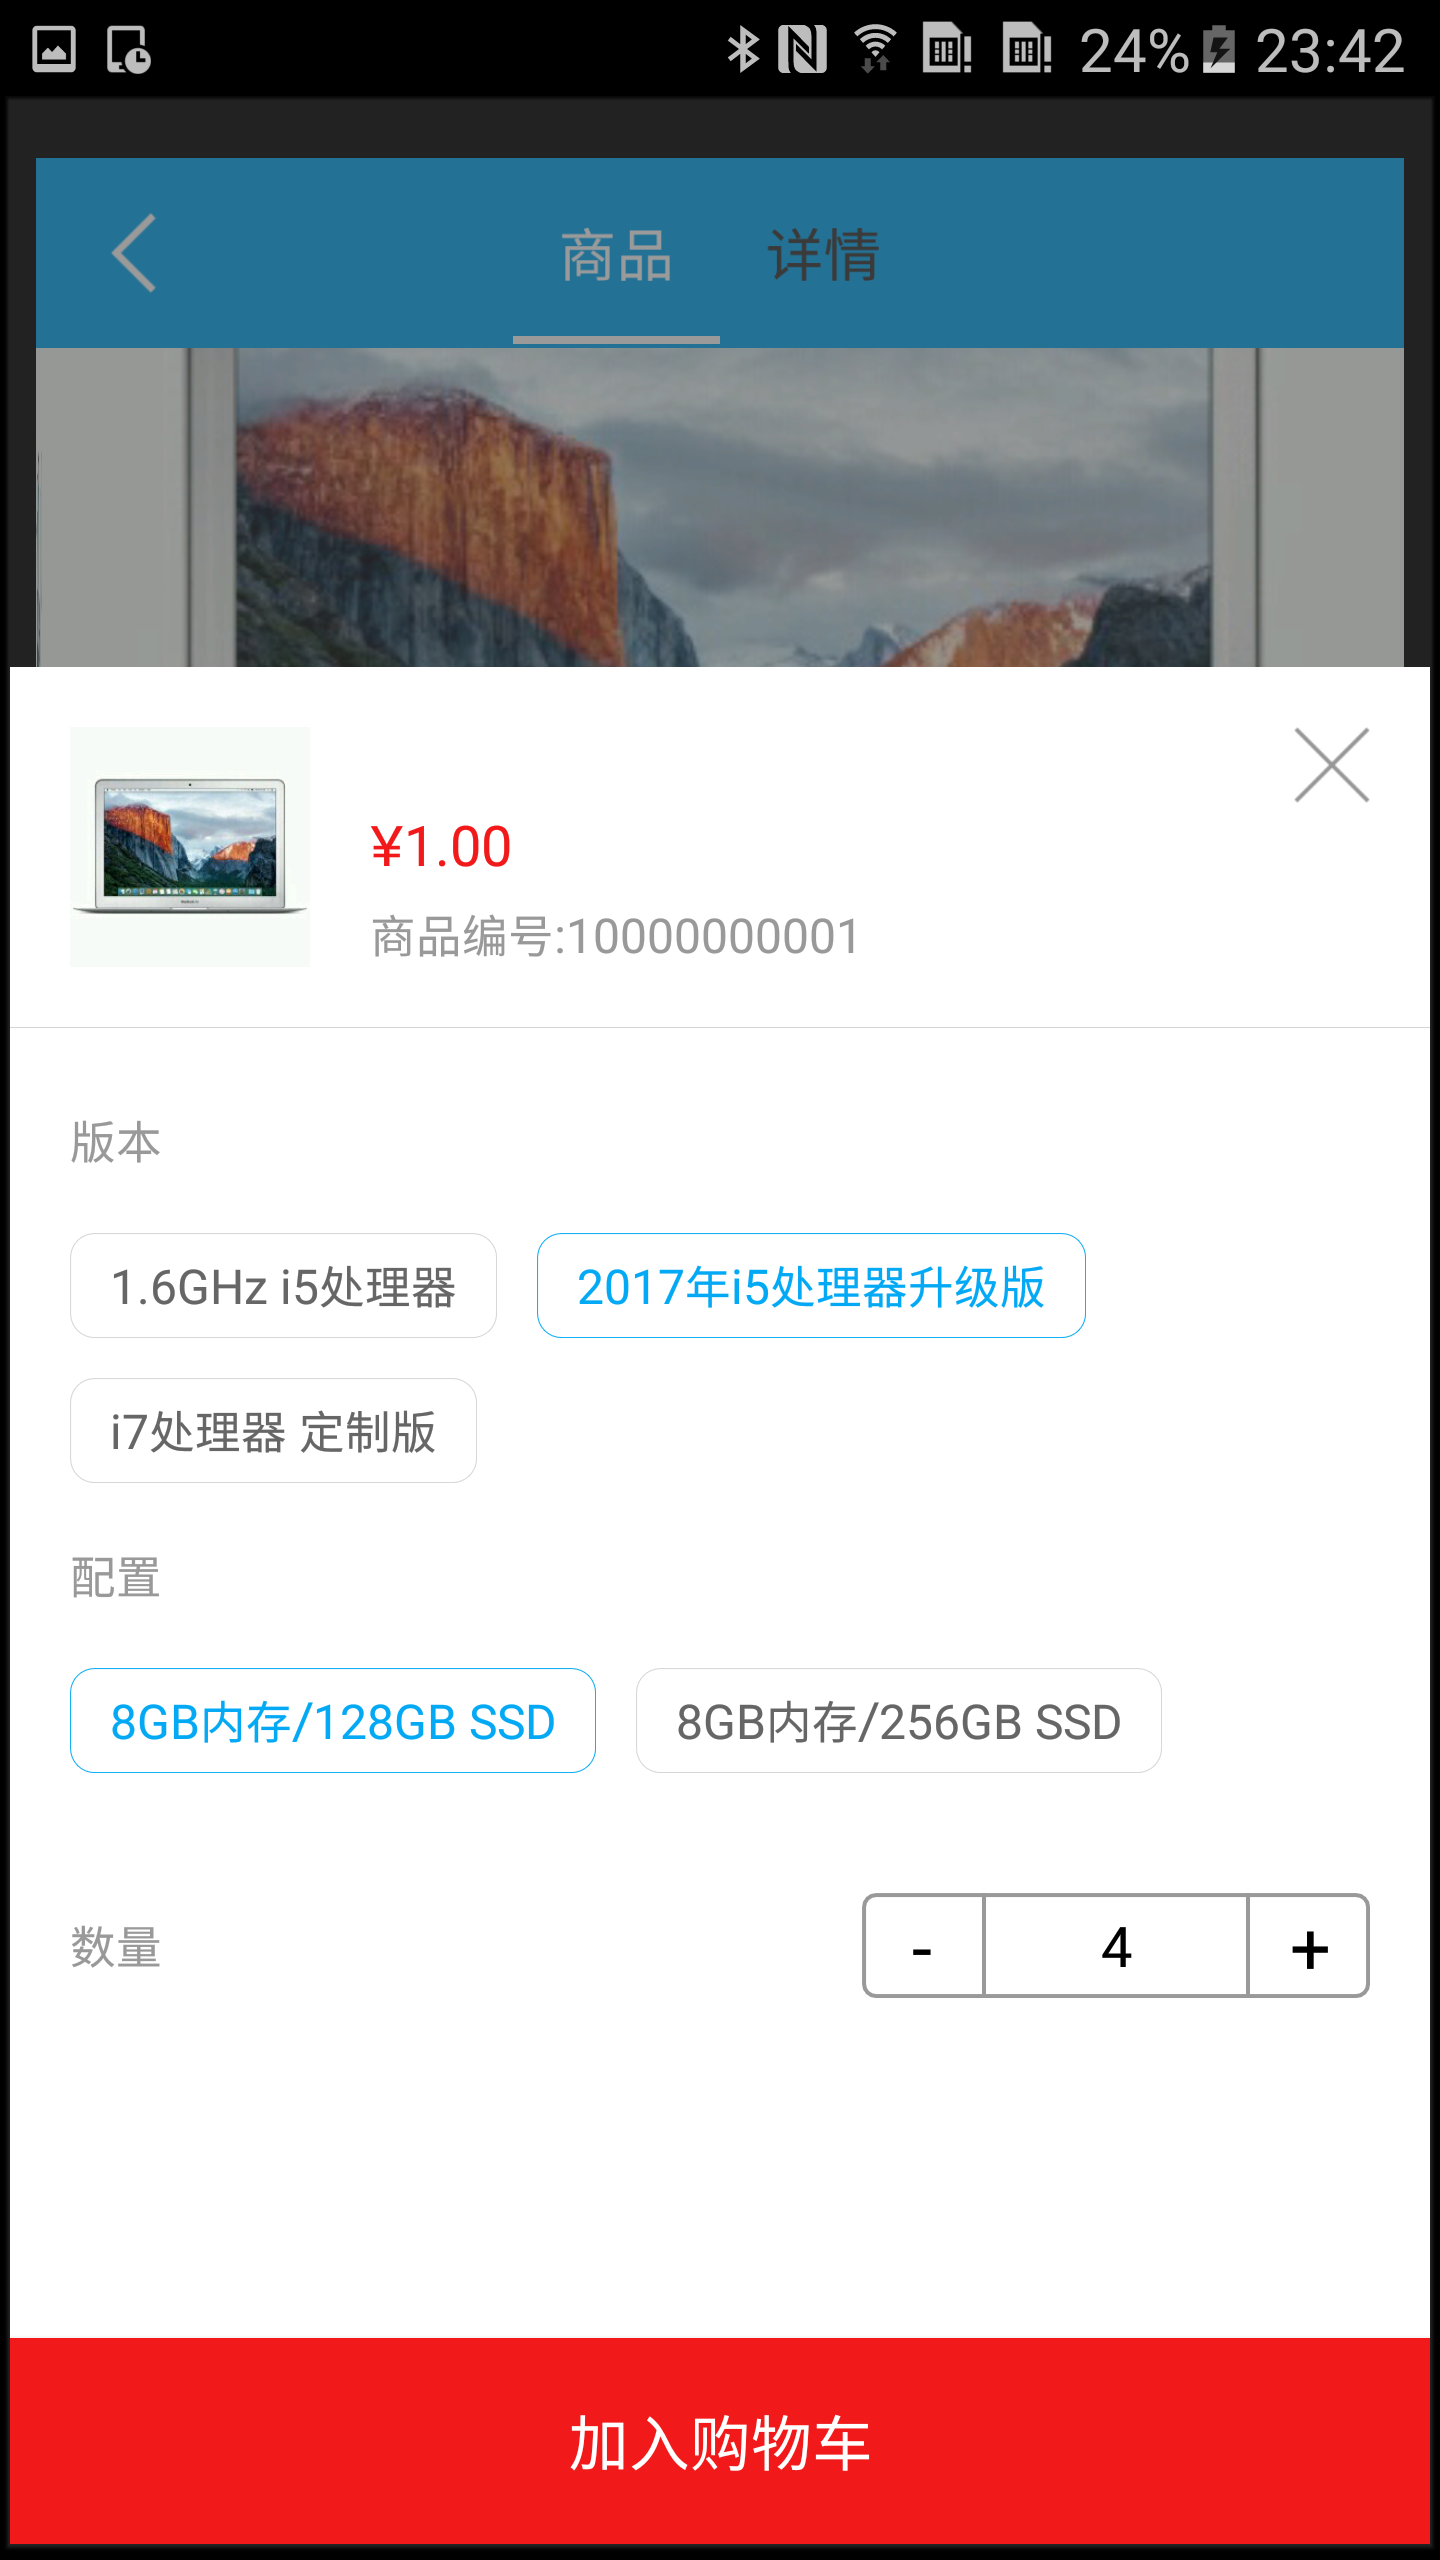 24% 23:42
商品 详情
¥1.00
商品编号:10000000001
版本
1.6GHz i5处理器 2017年i5处理器升级版
i7处理器 定制版
配置
8GB内存/128GB SSD 8GB内存/256GB SSD
数量 - 4 +
加入购物车